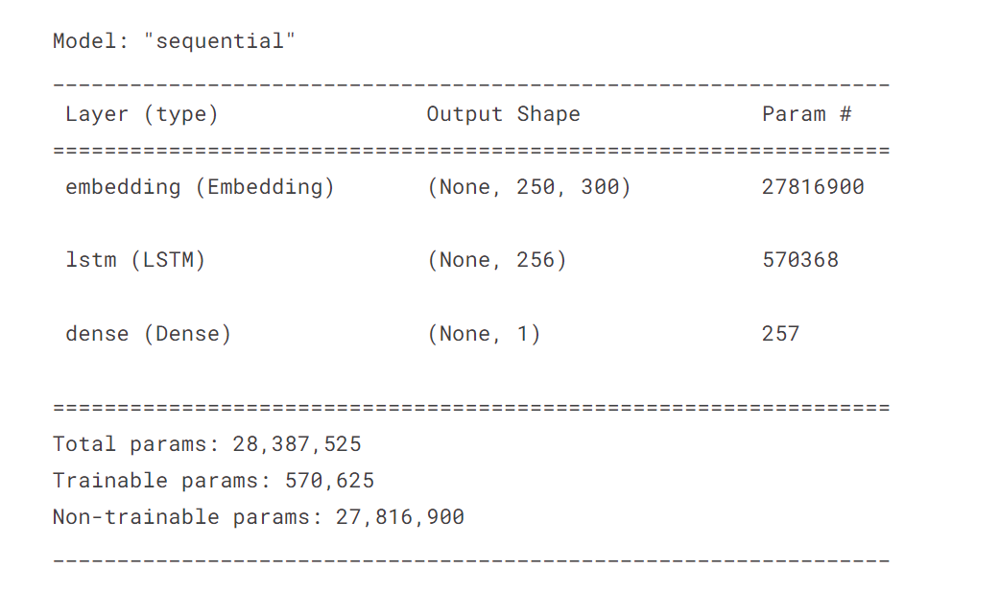 Model: "sequential"
_________________________________________________________________
Layer (type) Output Shape Param #
=================================================================
embedding (Embedding) (None, 250, 300) 27816900
lstm (LSTM) (None, 256) 570368
dense (Dense) (None, 1) 257
=================================================================
Total params: 28,387,525
Trainable params: 570,625
Non-trainable params: 27,816,900
_________________________________________________________________